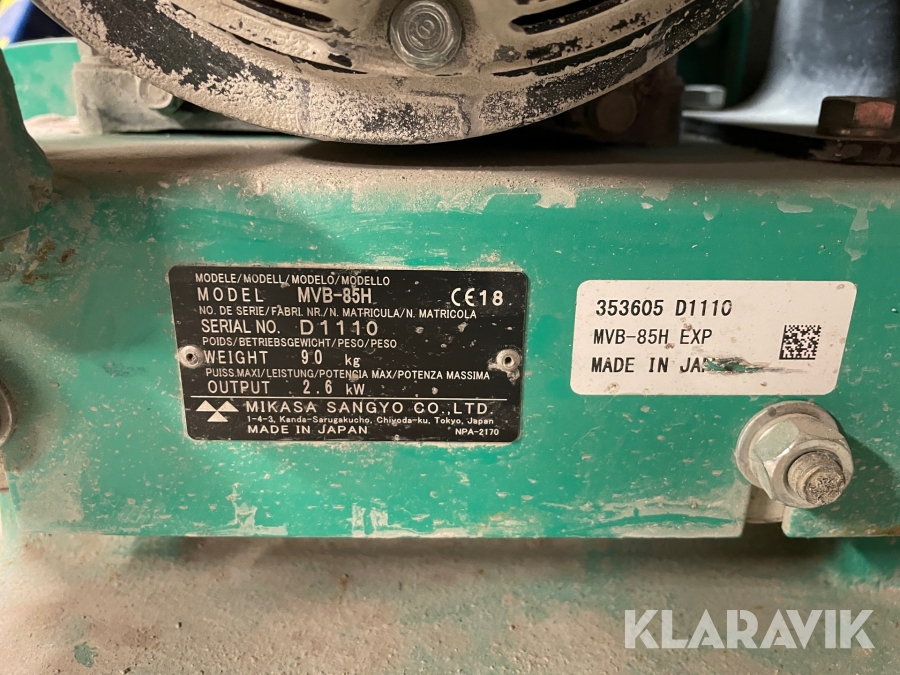 MODELE/MODELL/MODELO/MODELLO
MODEL MVB-85H CE18
NO. DE SERIE/FABRI. NR./N. MATRICULA/N. MATRICOLA
SERIAL NO. D1110
POIDS/BETRIEBSGEWICHT/PESO/PESO
WEIGHT 90 kg
PUISS.MAXI/LEISTUNG/POTENCIA MAX/POTENZA MASSIMA
OUTPUT 2.6 kW
MIKASA SANGYO CO.,LTD.
1-4-3, Kanda-Sarugakucho, Chiyoda-ku, Tokyo, Japan
MADE IN JAPAN NPA-2170
353605 D1110
MVB-85H EXP
MADE IN
KLARAVIK